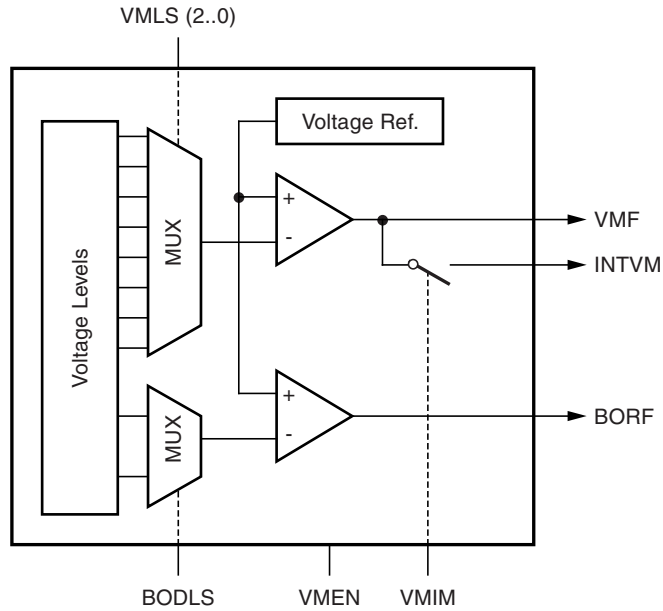 VMLS (2..0)
Voltage Ref.
Voltage Levels
MUX
+
-
VMF
INTVM
MUX
+
-
BORF
BODLS
VMEN
VMIM